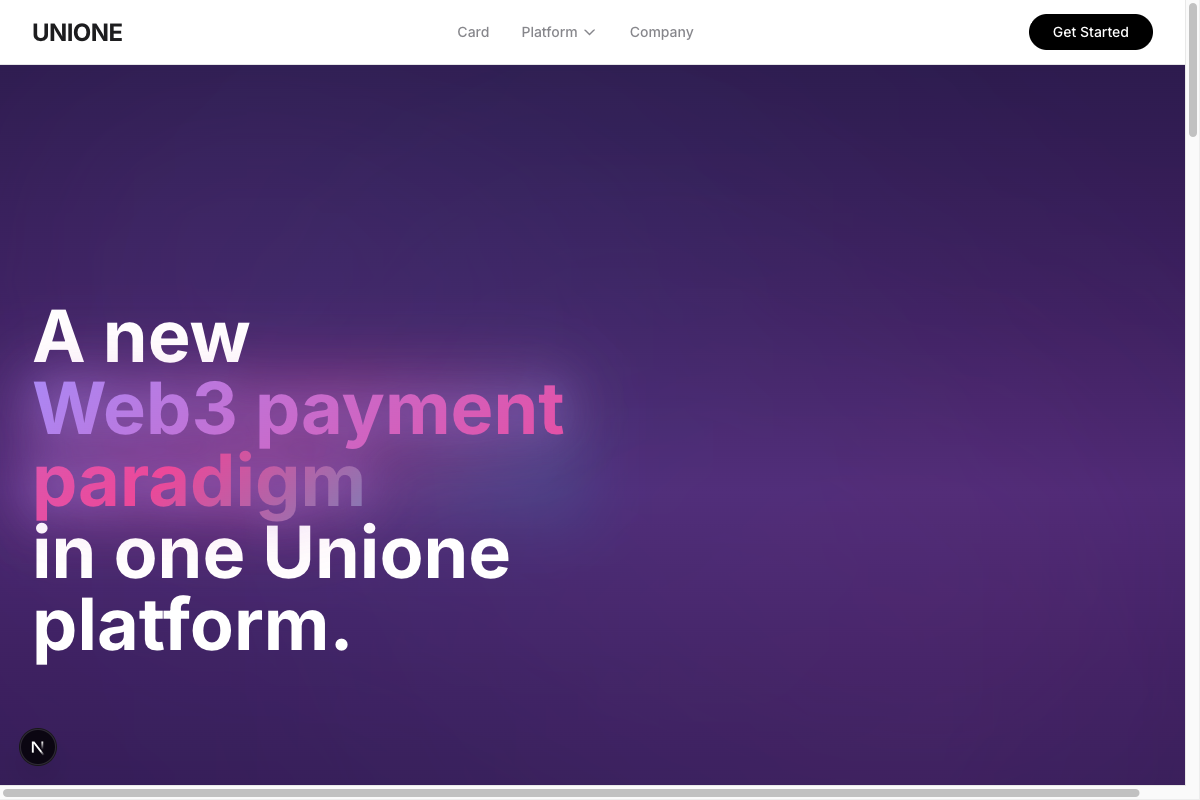 UNIONE
Card
Platform
Company
Get Started
A new
Web3 payment
paradigm
in one Unione
platform.
N